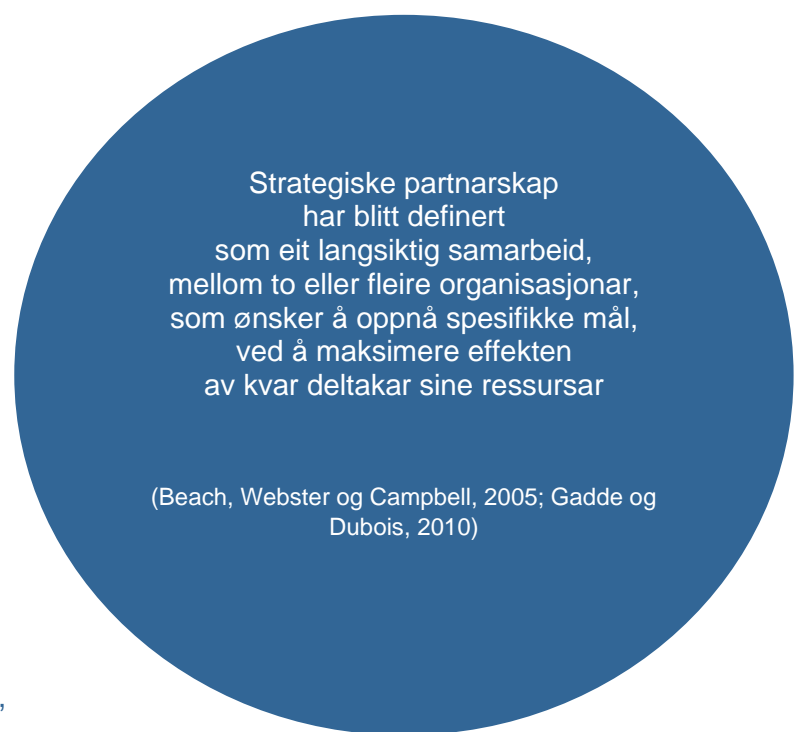 Strategiske partnarskap
har blitt definert
som eit langsiktig samarbeid,
mellom to eller fleire organisasjonar,
som ønsker å oppnå spesifikke mål,
ved å maksimere effekten
av kvar deltakar sine ressursar
(Beach, Webster og Campbell, 2005; Gadde og
Dubois, 2010)
,